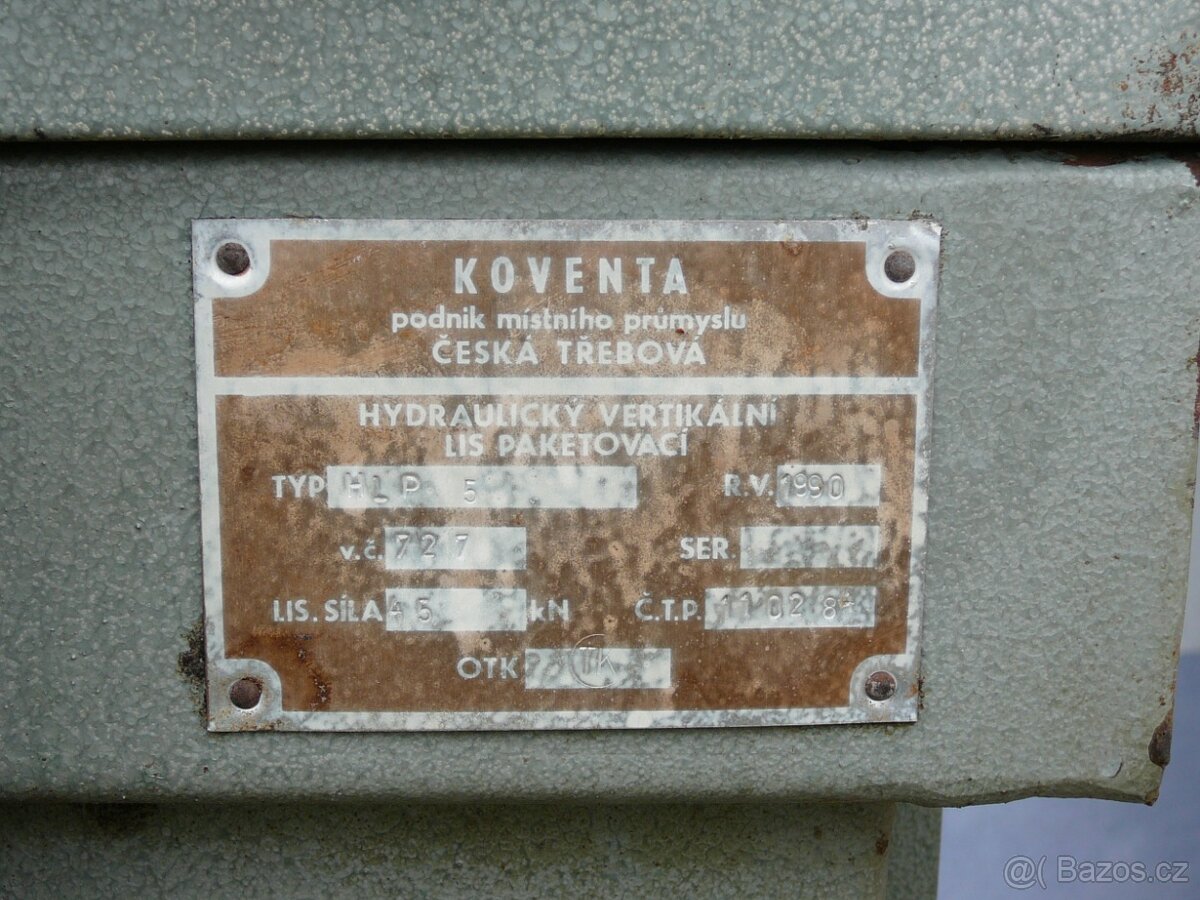 KOVENTA
podnik místního průmyslu
ČESKÁ TŘEBOVÁ
HYDRAULICKÝ VERTIKÁLNÍ
LIS PAKETOVACÍ
TYP HLP 5 R.V. 1990
v.č. 727 SER.
LIS. SÍLA 45 kN Č.T.P.
OTK TK
@( Bazos.cz